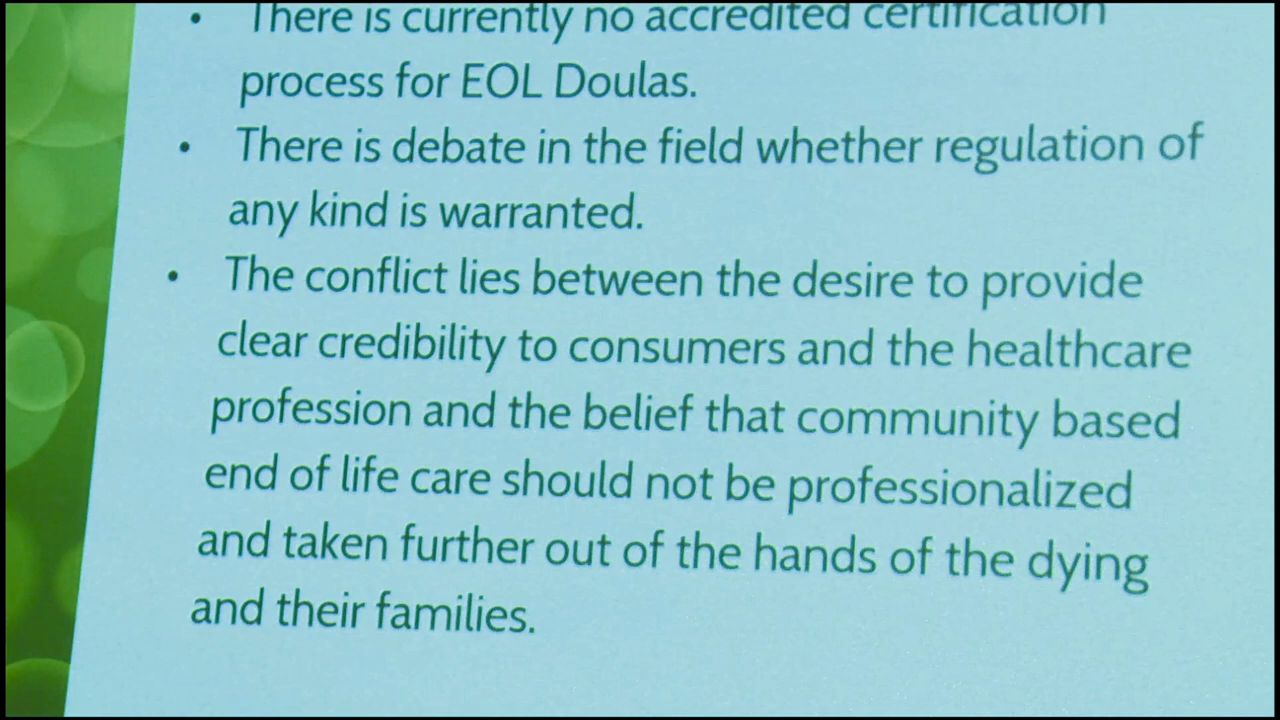 • There is currently no accredited certification
process for EOL Doulas.
• There is debate in the field whether regulation of
any kind is warranted.
• The conflict lies between the desire to provide
clear credibility to consumers and the healthcare
profession and the belief that community based
end of life care should not be professionalized
and taken further out of the hands of the dying
and their families.